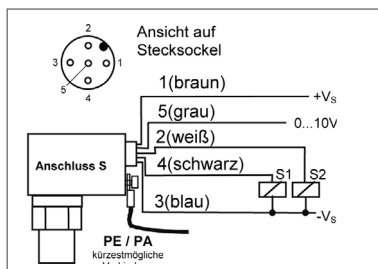 Ansicht auf
Stecksockel
2
3
1
5
4
1(braun)
+VS
5(grau)
0...10V
2(weiß)
Anschluss S
4(schwarz)
S1
S2
3(blau)
-VS
PE / PA
kürzestmögliche